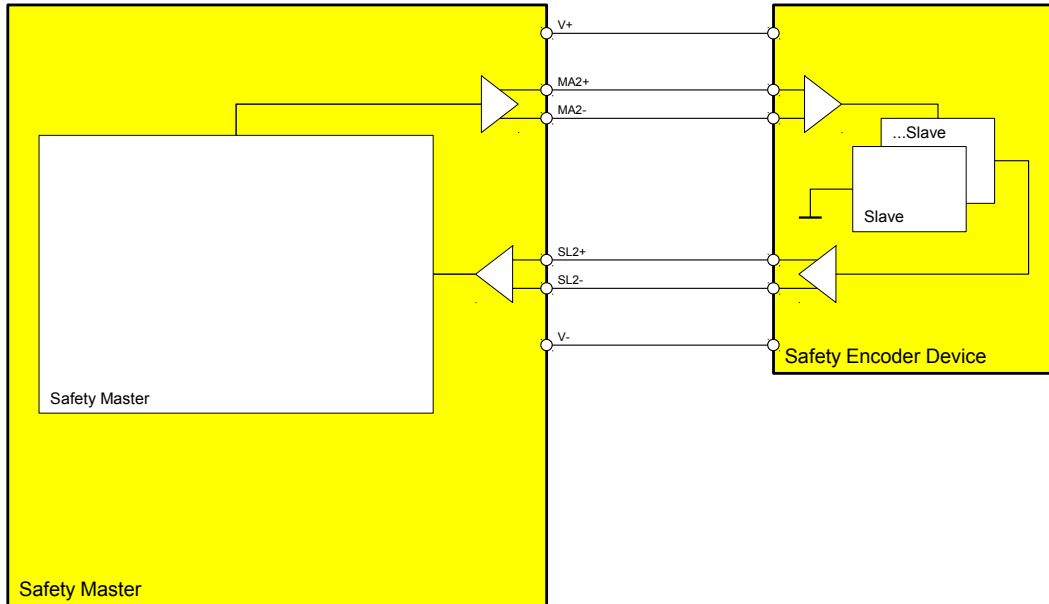 V+
MA2+
MA2-
...Slave
Slave
SL2+
SL2-
V-
Safety Encoder Device
Safety Master
Safety Master